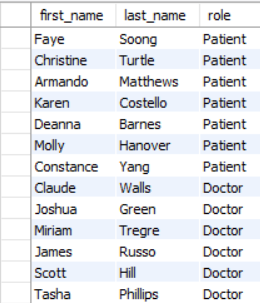 first_name last_name role
Faye Soong Patient
Christine Turtle Patient
Armando Matthews Patient
Karen Costello Patient
Deanna Barnes Patient
Molly Hanover Patient
Constance Yang Patient
Claude Walls Doctor
Joshua Green Doctor
Miriam Tregre Doctor
James Russo Doctor
Scott Hill Doctor
Tasha Phillips Doctor